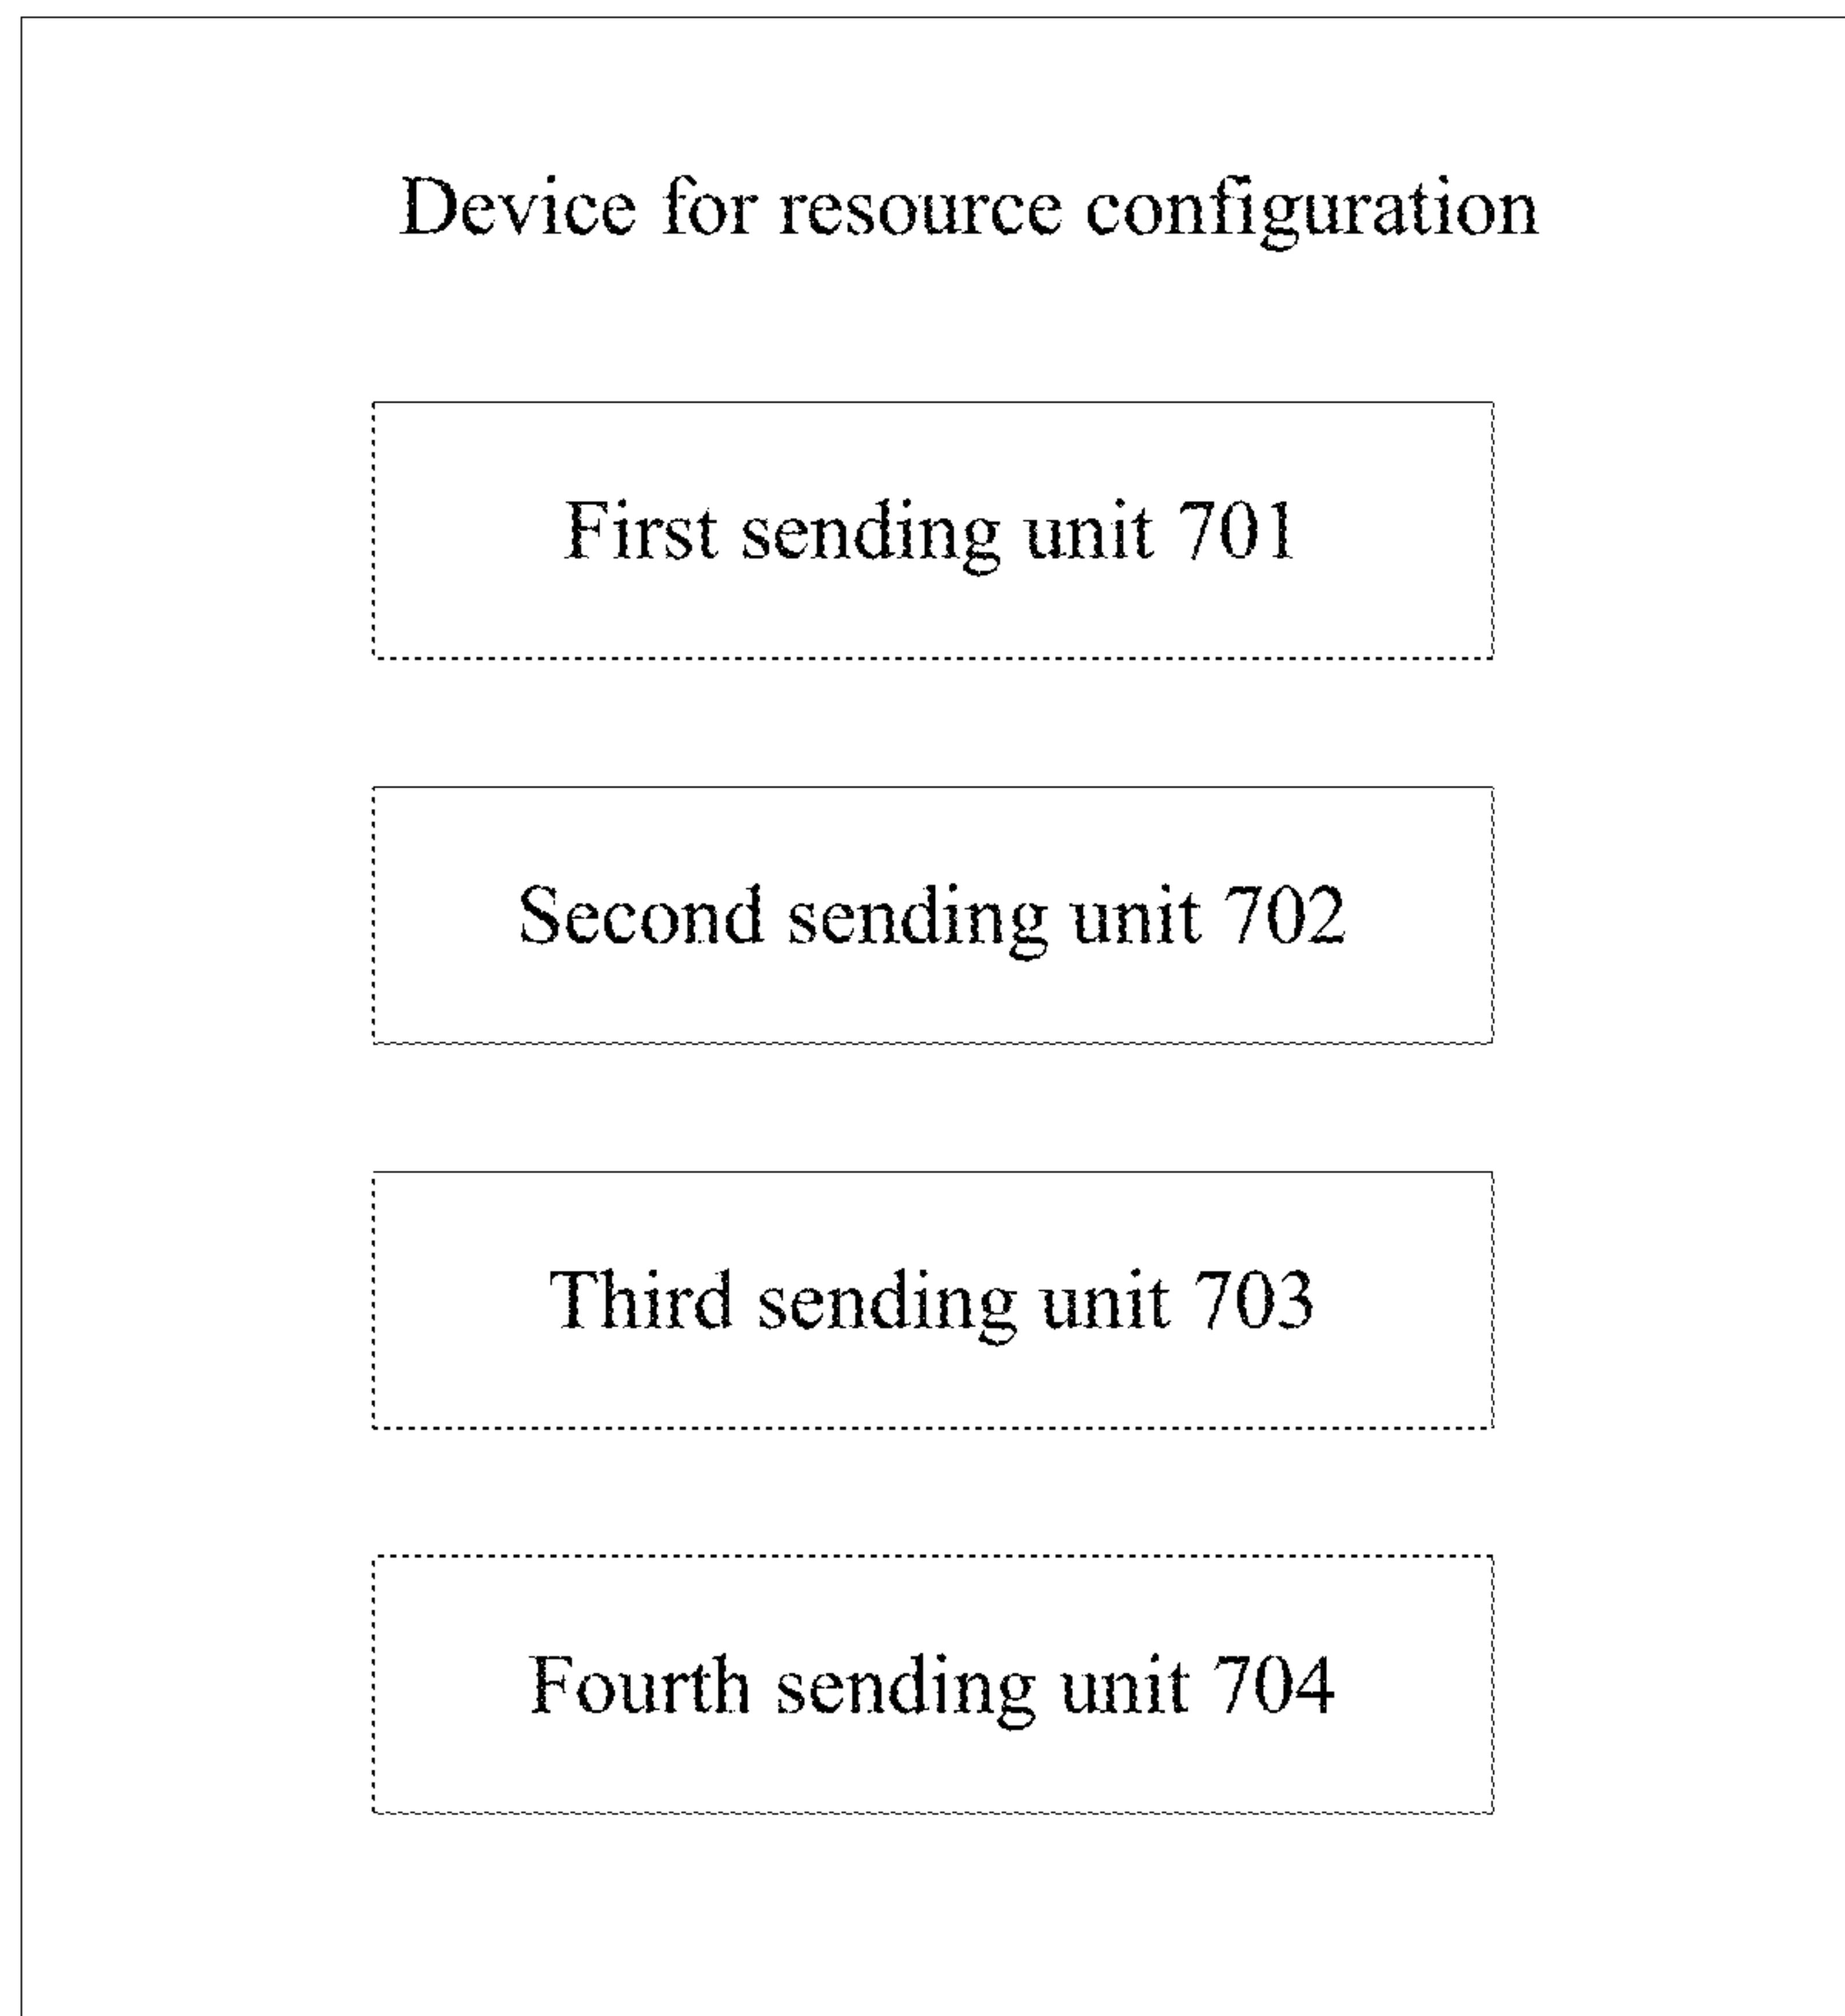 Device for resource configuration
First sending unit 701
Second sending unit 702
Third sending unit 703
Fourth sending unit 704